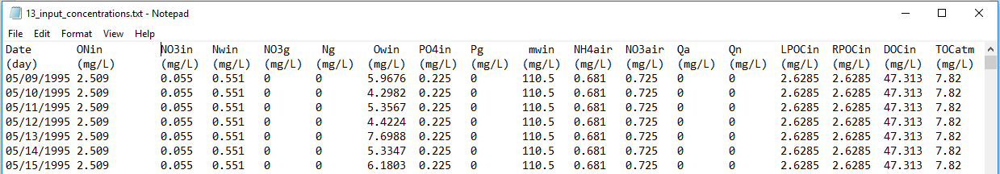 13_input_concentrations.txt - Notepad
File Edit Format View Help
Date ONin NO3in Nwin NO3g Ng Owin PO4in Pg mwin NH4air NO3air Qa Qn LPOCin RPOCin DOCin TOCatm
(day) (mg/L) (mg/L) (mg/L) (mg/L) (mg/L) (mg/L) (mg/L) (mg/L) (mg/L) (mg/L) (mg/L) (mg/L) (mg/L) (mg/L) (mg/L) (mg/L) (mg/L)
05/09/1995 2.509 0.055 0.551 0 0 5.9676 0.225 0 110.5 0.681 0.725 0 0 2.6285 2.6285 47.313 7.82
05/10/1995 2.509 0.055 0.551 0 0 4.2982 0.225 0 110.5 0.681 0.725 0 0 2.6285 2.6285 47.313 7.82
05/11/1995 2.509 0.055 0.551 0 0 5.3567 0.225 0 110.5 0.681 0.725 0 0 2.6285 2.6285 47.313 7.82
05/12/1995 2.509 0.055 0.551 0 0 4.4224 0.225 0 110.5 0.681 0.725 0 0 2.6285 2.6285 47.313 7.82
05/13/1995 2.509 0.055 0.551 0 0 7.6988 0.225 0 110.5 0.681 0.725 0 0 2.6285 2.6285 47.313 7.82
05/14/1995 2.509 0.055 0.551 0 0 5.3347 0.225 0 110.5 0.681 0.725 0 0 2.6285 2.6285 47.313 7.82
05/15/1995 2.509 0.055 0.551 0 0 6.1803 0.225 0 110.5 0.681 0.725 0 0 2.6285 2.6285 47.313 7.82